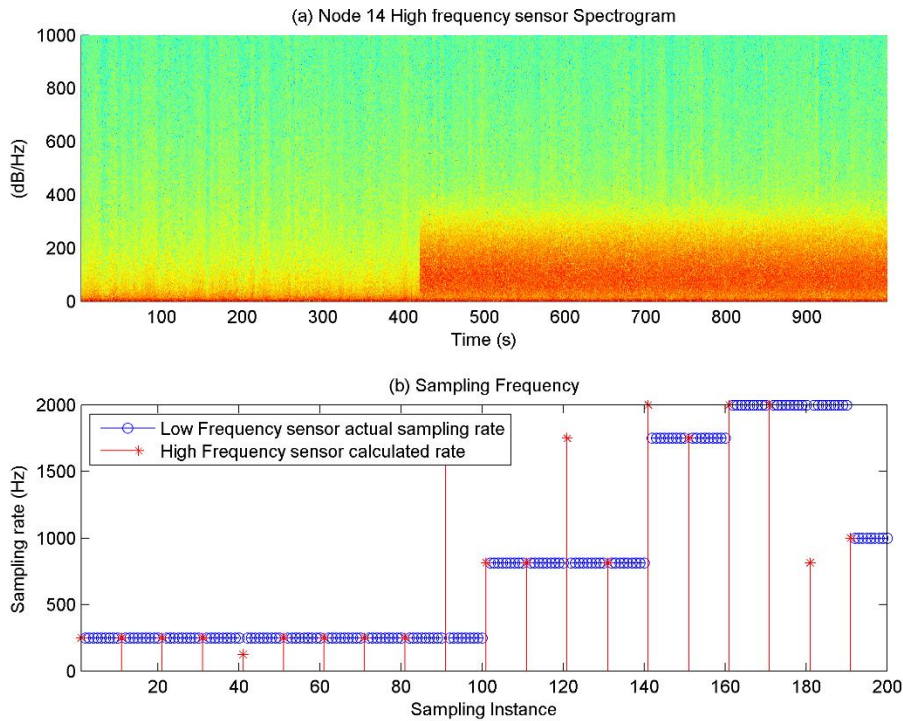 (a) Node 14 High frequency sensor Spectrogram
1000
800
600
400
200
0
(dB/Hz)
100 200 300 400 500 600 700 800 900
Time (s)
(b) Sampling Frequency
2000
1500
1000
500
0
Sampling rate (Hz)
Low Frequency sensor actual sampling rate
High Frequency sensor calculated rate
20 40 60 80 100 120 140 160 180 200
Sampling Instance